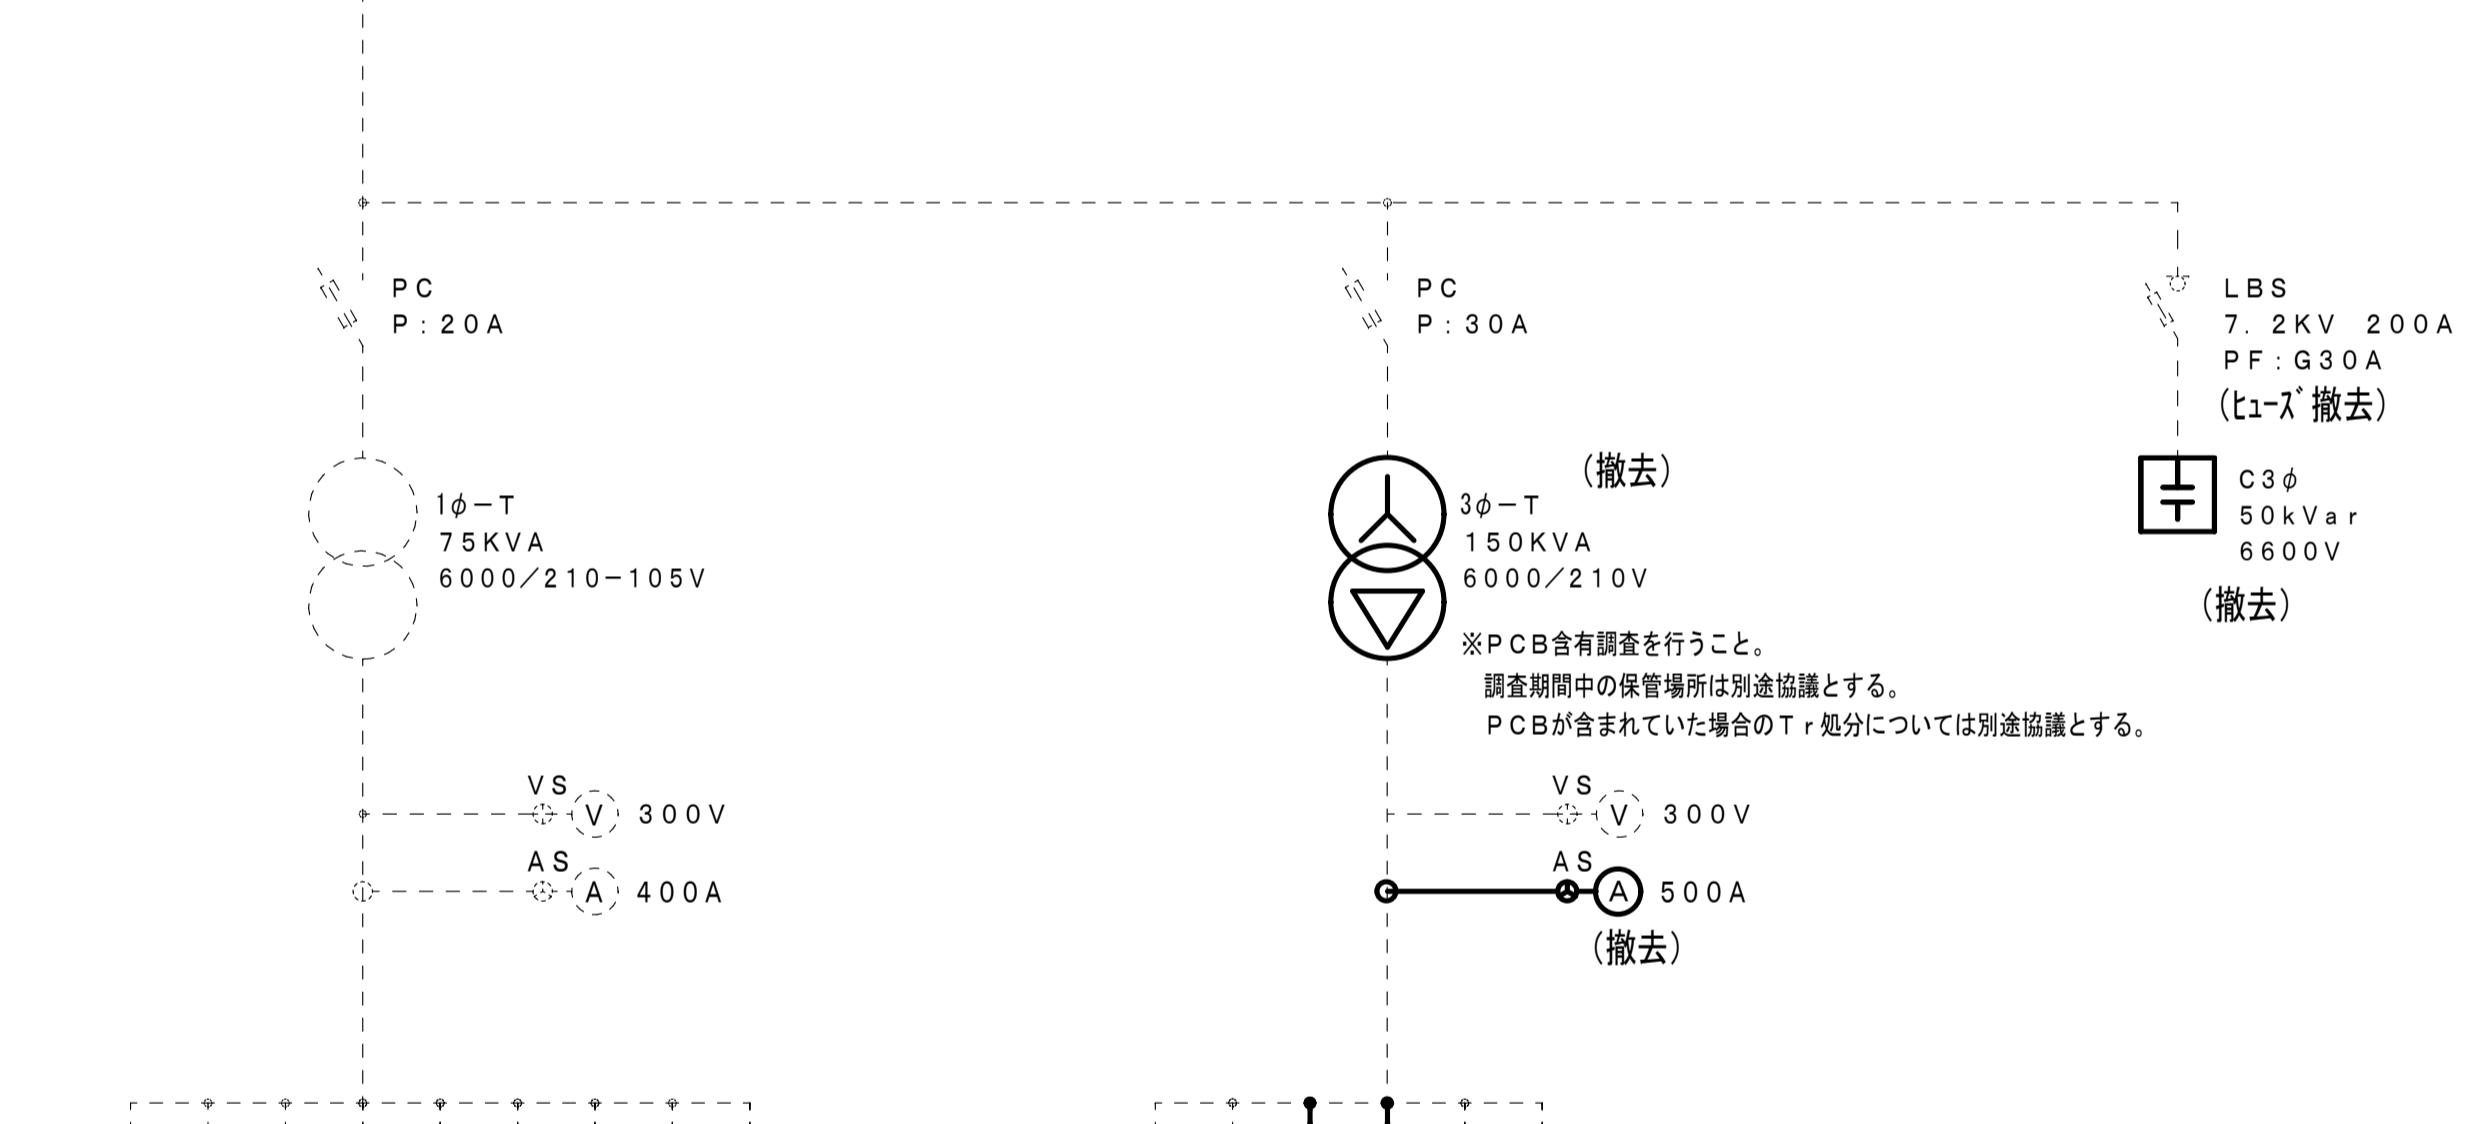 PC
P:20A
1φ-T
75KVA
6000/210-105V
VS
V 300V
AS
A 400A
PC
P:30A
(撤去)
3φ-T
150KVA
6000/210V
※PCB含有調査を行うこと。
調査期間中の保管場所は別途協議とする。
PCBが含まれていた場合のTr処分については別途協議とする。
VS
V 300V
AS
A 500A
(撤去)
LBS
7.2KV 200A
PF:G30A
(ﾋｭｰｽﾞ撤去)
C3φ
50kVar
6600V
(撤去)